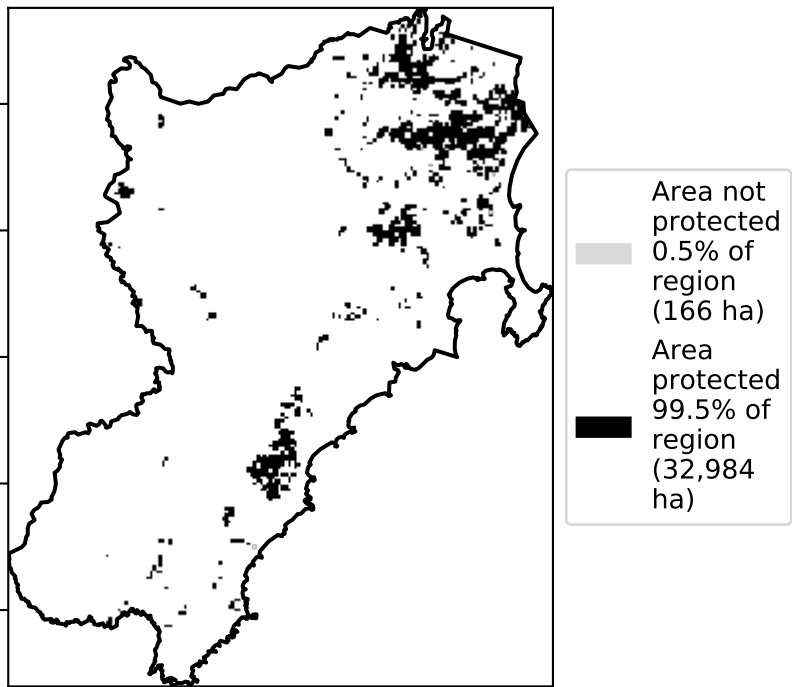 Area not
protected
0.5% of
region
(166 ha)
Area
protected
99.5% of
region
(32,984
ha)